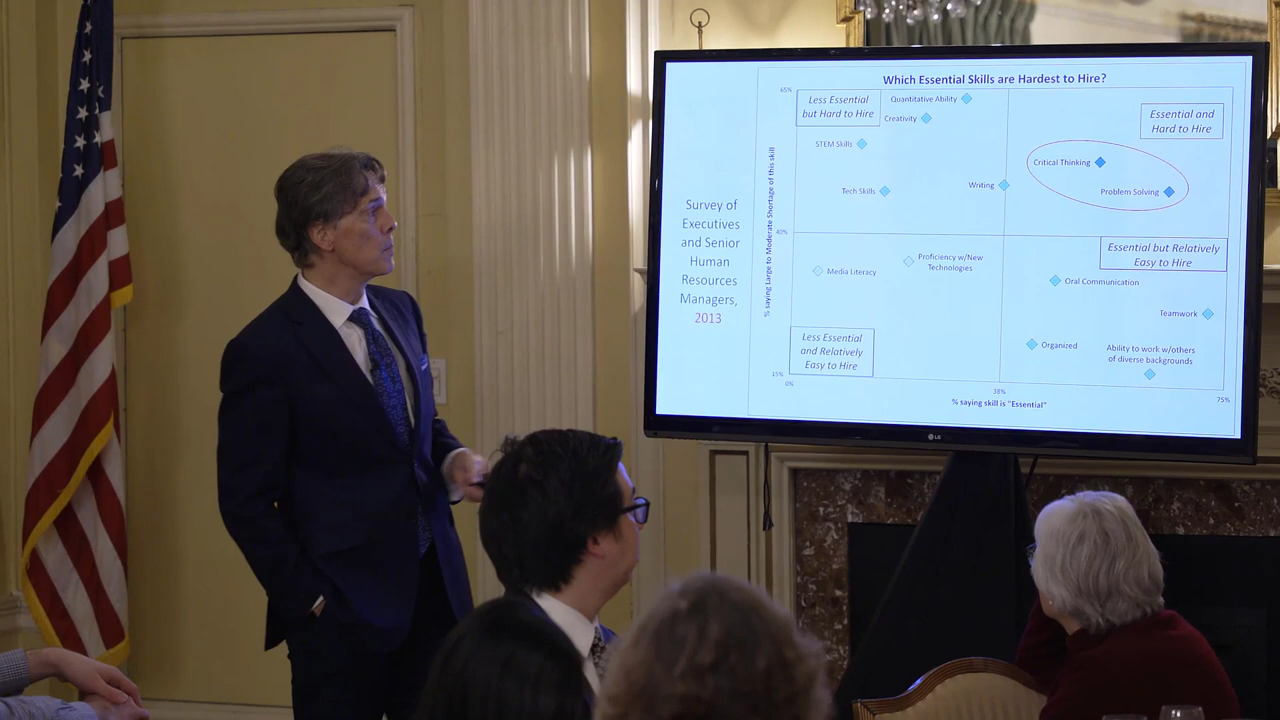 Which Essential Skills are Hardest to Hire?
Survey of
Executives
and Senior
Human
Resources
Managers,
2013
% saying Large to Moderate Shortage of this skill
65%
40%
15%
Less Essential
but Hard to Hire
Quantitative Ability
Creativity
STEM Skills
Tech Skills
Writing
Essential and
Hard to Hire
Critical Thinking
Problem Solving
Media Literacy
Proficiency w/New
Technologies
Less Essential
and Relatively
Easy to Hire
Essential but Relatively
Easy to Hire
Oral Communication
Teamwork
Organized
Ability to work w/others
of diverse backgrounds
0%
38%
75%
% saying skill is "Essential"
LG